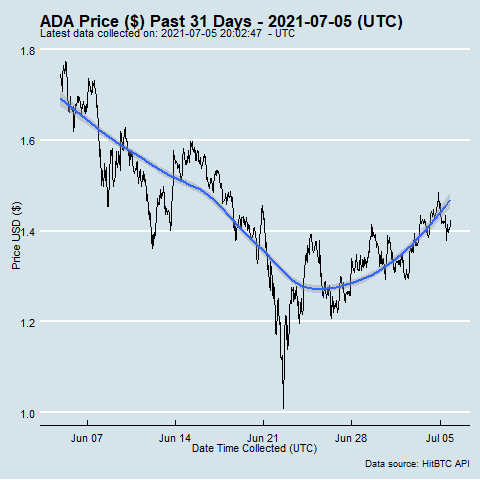 ADA Price ($) Past 31 Days - 2021-07-05 (UTC)
Latest data collected on: 2021-07-05 20:02:47  - UTC
1.8
1.6
1.4
1.2
1.0
Price USD ($)
Jun 07
Jun 14
Jun 21
Jun 28
Jul 05
Date Time Collected (UTC)
Data source: HitBTC API